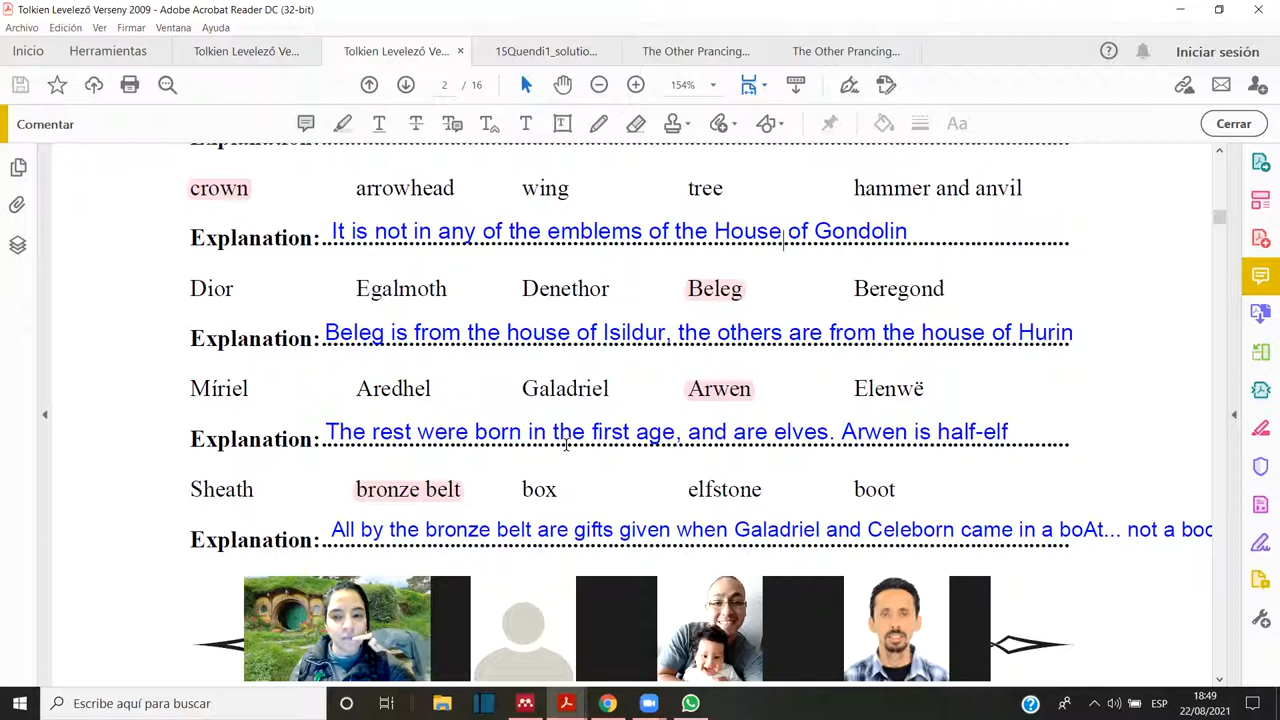 Tolkien Levelező Verseny 2009 - Adobe Acrobat Reader DC (32-bit)
Archivo Edición Ver Firmar Ventana Ayuda
Inicio Herramientas Tolkien Levelező Ve... Tolkien Levelező Ve... × 15Quendi1_solutio... The Other Prancing... The Other Prancing... Iniciar sesión
2 / 16 154%
Comentar Cerrar
Explanation:
crown arrowhead wing tree hammer and anvil
Explanation: It is not in any of the emblems of the House of Gondolin
Dior Egalmoth Denethor Beleg Beregond
Explanation: Beleg is from the house of Isildur, the others are from the house of Hurin
Míriel Aredhel Galadriel Arwen Elenwë
Explanation: The rest were born in the first age, and are elves. Arwen is half-elf
Sheath bronze belt box elfstone boot
Explanation: All by the bronze belt are gifts given when Galadriel and Celeborn came in a boAt... not a boo
Escribe aquí para buscar ESP 18:49
22/08/2021